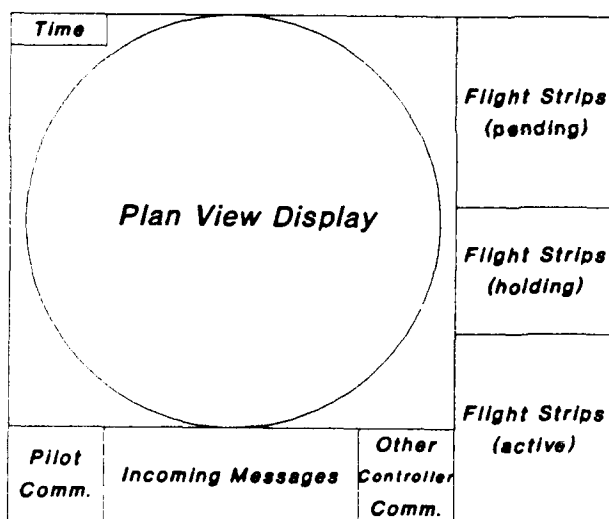 Time
Plan View Display
Flight Strips
(pending)
Flight Strips
(holding)
Flight Strips
(active)
Pilot
Comm.
Incoming Messages
Other
Controller
Comm.